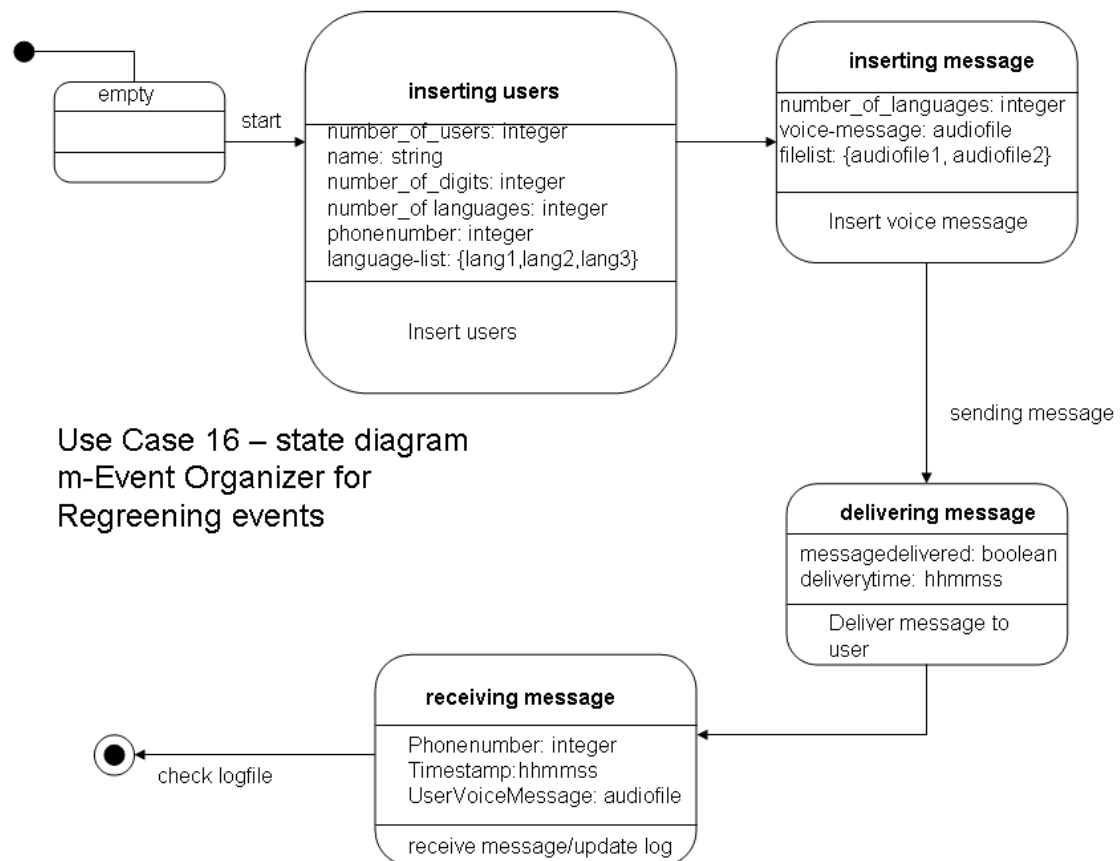 empty
start
inserting users
number_of_users: integer
name: string
number_of_digits: integer
number_of languages: integer
phonenumber: integer
language-list: {lang1,lang2,lang3}
Insert users
inserting message
number_of_languages: integer
voice-message: audiofile
filelist: {audiofile1, audiofile2}
Insert voice message
sending message
Use Case 16 – state diagram
m-Event Organizer for
Regreening events
delivering message
messagedelivered: boolean
deliverytime: hhmmss
Deliver message to
user
receiving message
Phonenumber: integer
Timestamp:hhmmss
UserVoiceMessage: audiofile
receive message/update log
check logfile